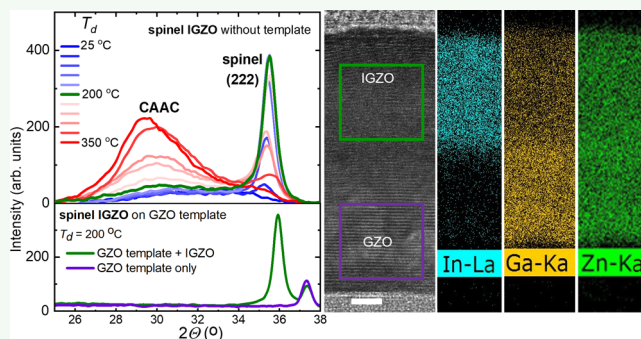 T_d
spinel IGZO without template
400
25 °C
spinel
(222)
200 °C
CAAC
200
350 °C
0
Intensity (arb. units)
spinel IGZO on GZO template
T_d = 200 °C
200
GZO template + IGZO
GZO template only
0
26 28 30 32 34 36 38
2Θ (°)
IGZO
GZO
In-La
Ga-Ka
Zn-Ka